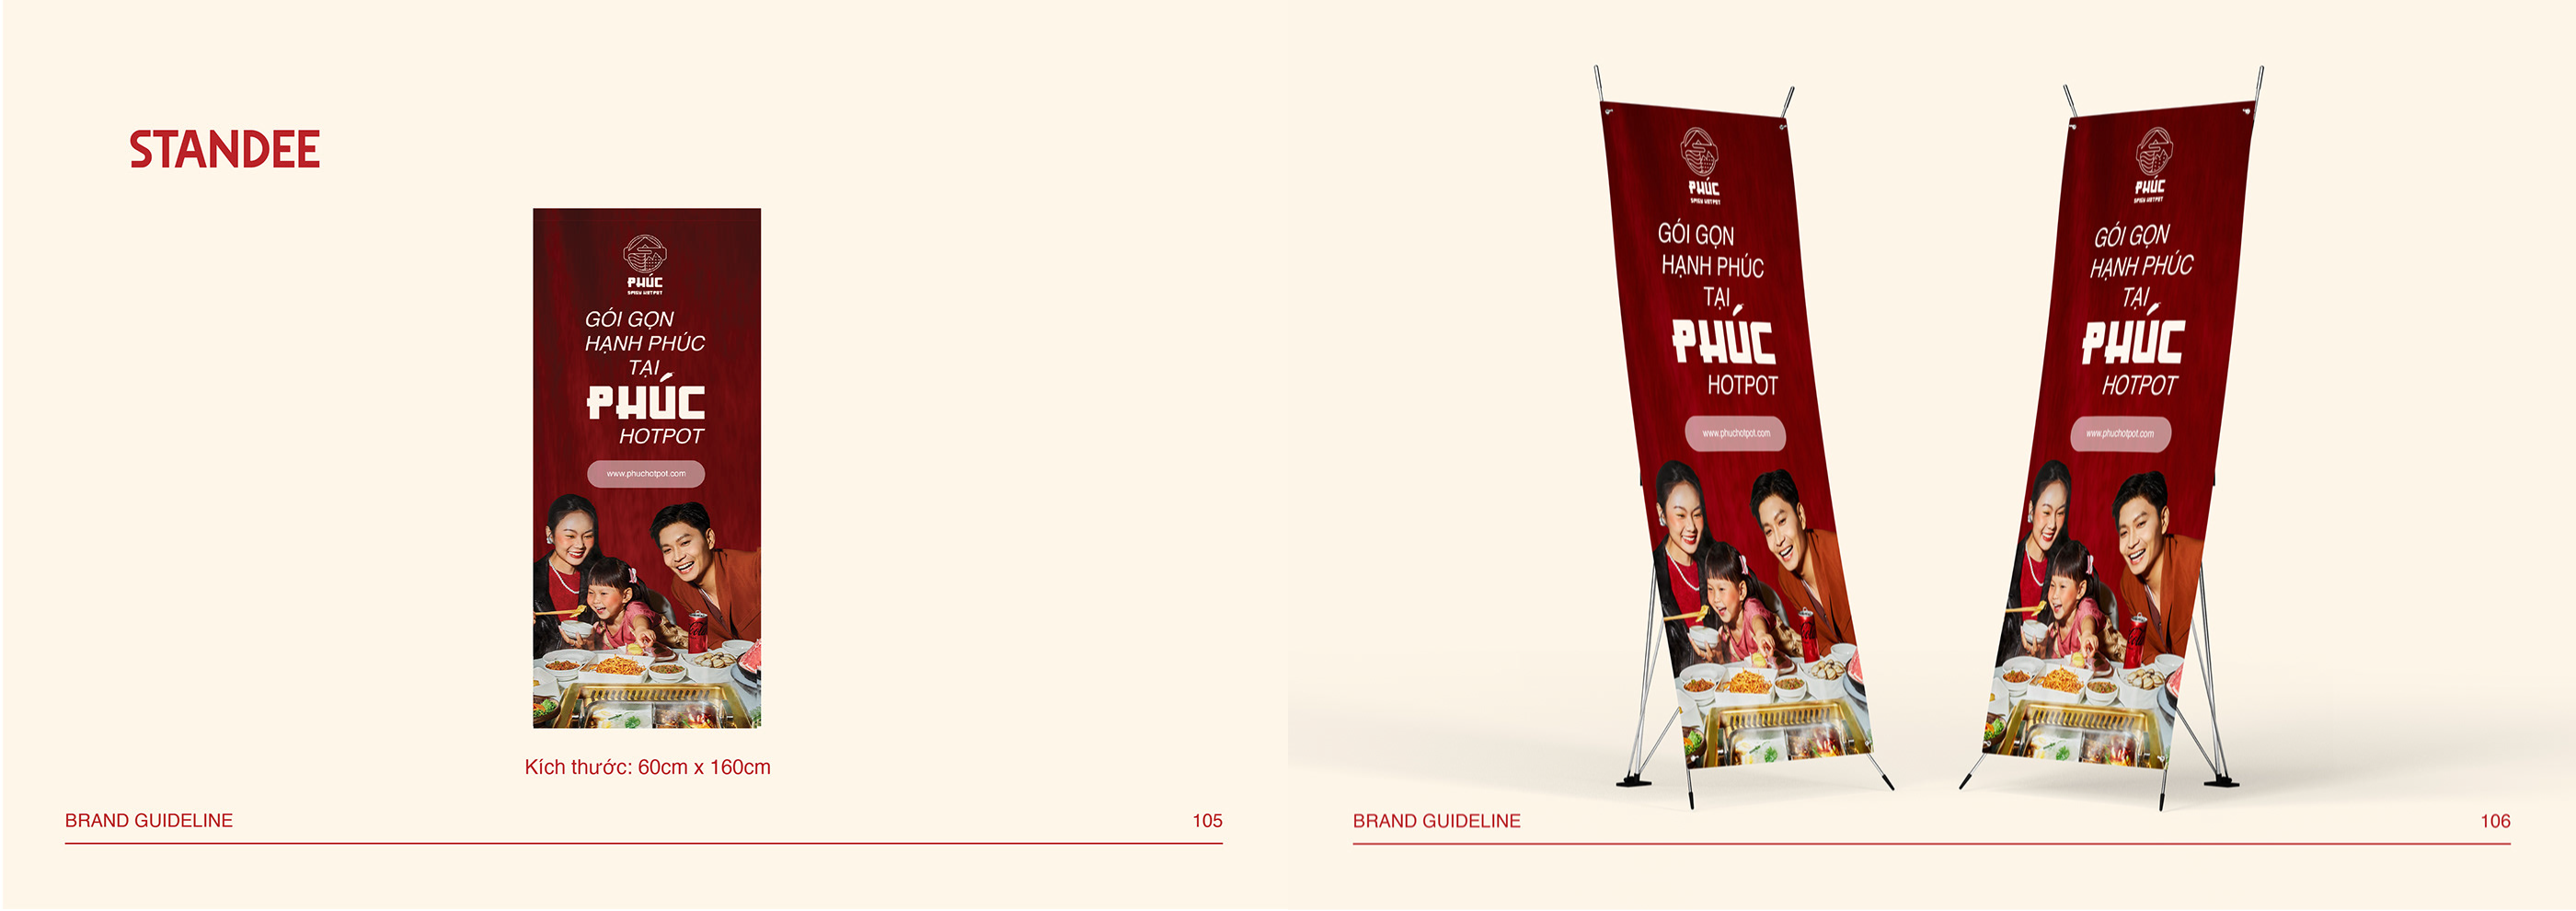 STANDEE
PHÚC
SPICY HOTPOT
GÓI GỌN
HẠNH PHÚC
TẠI
PHÚC
HOTPOT
www.phuchotpot.com
Kích thước: 60cm x 160cm
BRAND GUIDELINE
105
PHÚC
SPICY HOTPOT
GÓI GỌN
HẠNH PHÚC
TẠI
PHÚC
HOTPOT
www.phuchotpot.com
PHÚC
SPICY HOTPOT
GÓI GỌN
HẠNH PHÚC
TẠI
PHÚC
HOTPOT
www.phuchotpot.com
BRAND GUIDELINE
106